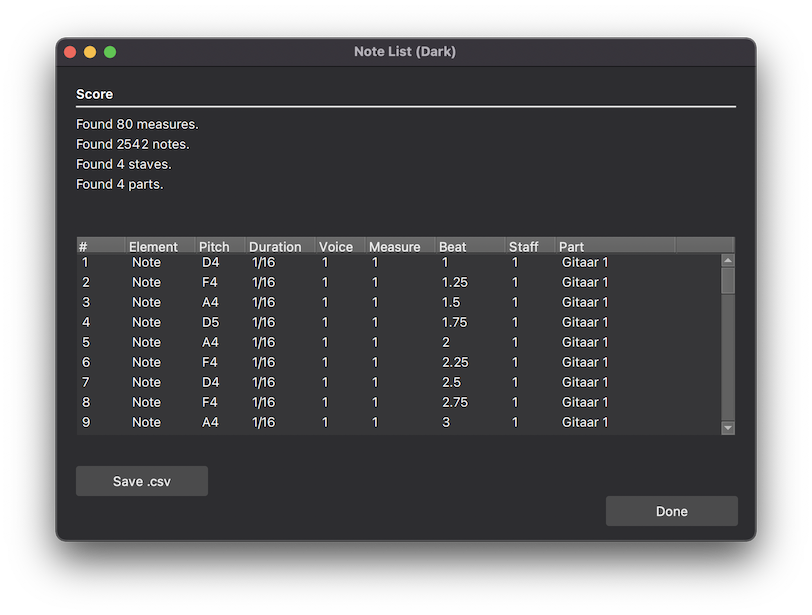 Note List (Dark)
Score
Found 80 measures.
Found 2542 notes.
Found 4 staves.
Found 4 parts.
# Element Pitch Duration Voice Measure Beat Staff Part
1 Note D4 1/16 1 1 1 1 Gitaar 1
2 Note F4 1/16 1 1 1.25 1 Gitaar 1
3 Note A4 1/16 1 1 1.5 1 Gitaar 1
4 Note D5 1/16 1 1 1.75 1 Gitaar 1
5 Note A4 1/16 1 1 2 1 Gitaar 1
6 Note F4 1/16 1 1 2.25 1 Gitaar 1
7 Note D4 1/16 1 1 2.5 1 Gitaar 1
8 Note F4 1/16 1 1 2.75 1 Gitaar 1
9 Note A4 1/16 1 1 3 1 Gitaar 1
Save .csv
Done